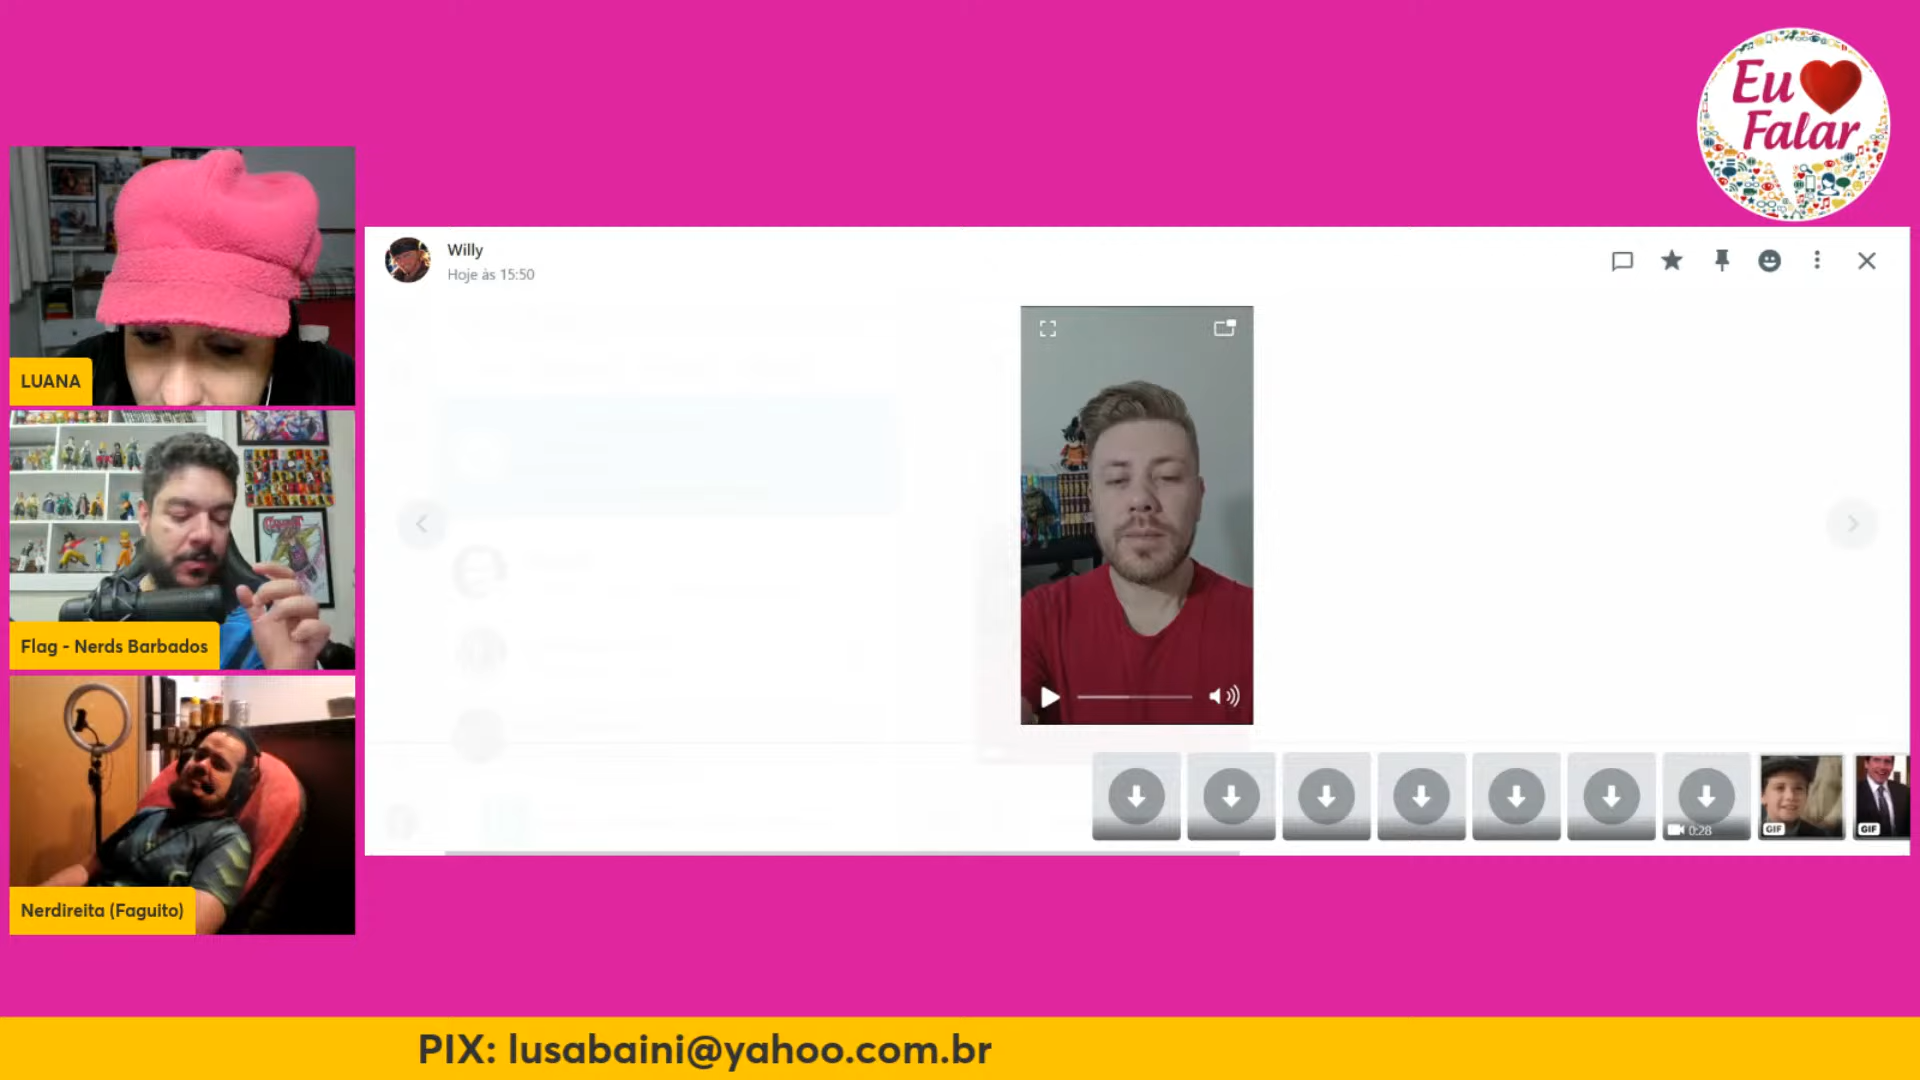 Eu
Falar
Willy
Hoje às 15:50
LUANA
Flag - Nerds Barbados
Nerdireita (Faguito)
0:28
GIF
GIF
PIX: lusabaini@yahoo.com.br